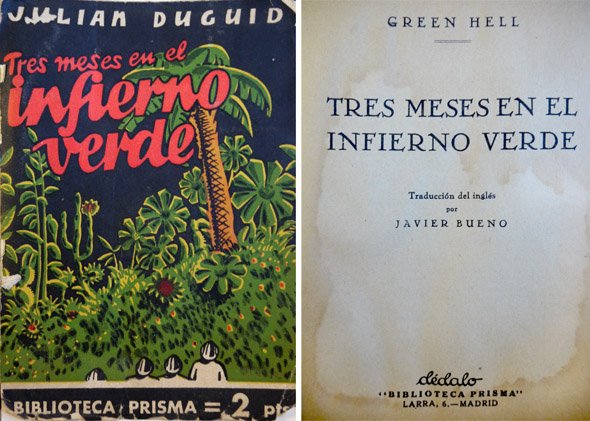 JULIAN DUGUID
Tres meses en el
infierno
verde
BIBLIOTECA PRISMA = 2 pts
GREEN HELL
TRES MESES EN EL
INFIERNO VERDE
Traducción del inglés
por
JAVIER BUENO
dédalo
"BIBLIOTECA PRISMA"
LARRA, 6.—MADRID